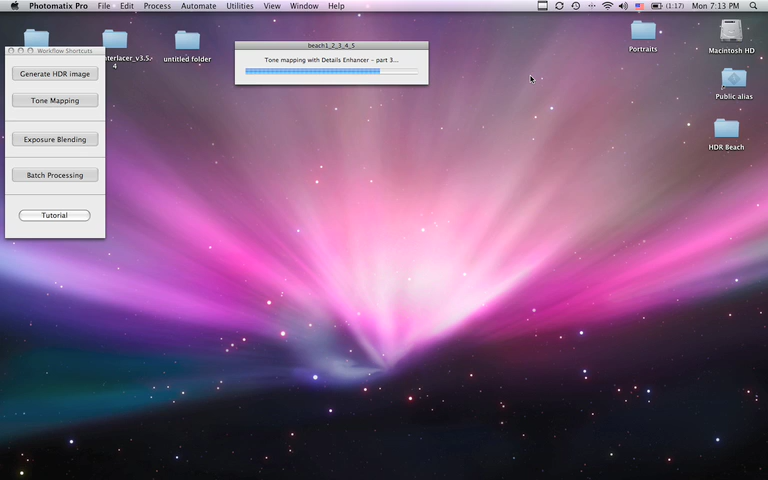 Photomatix Pro File Edit Process Automate Utilities View Window Help (1:17) Mon 7:13 PM
Workflow Shortcuts
Generate HDR image
Tone Mapping
Exposure Blending
Batch Processing
Tutorial
nterlacer_v3.5.
4
untitled folder
beach1_2_3_4_5
Tone mapping with Details Enhancer - part 3...
Portraits
Macintosh HD
Public alias
HDR Beach